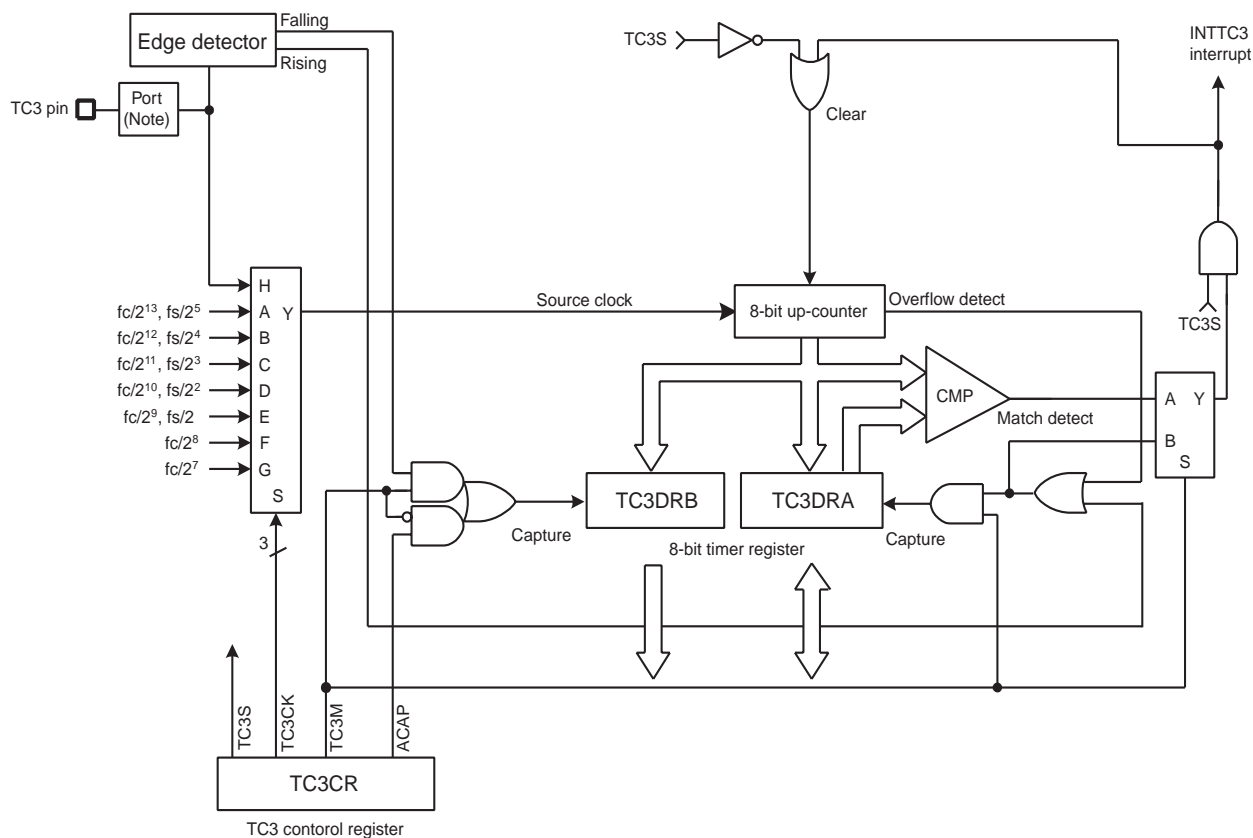 Edge detector
Falling
Rising
TC3 pin
Port
(Note)
TC3S
Clear
INTTC3
interrupt
H
fc/2¹³, fs/2⁵
A
Y
fc/2¹², fs/2⁴
B
fc/2¹¹, fs/2³
C
fc/2¹⁰, fs/2²
D
fc/2⁹, fs/2
E
fc/2⁸
F
fc/2⁷
G
S
3
Source clock
8-bit up-counter
Overflow detect
TC3S
CMP
Match detect
A
Y
B
S
TC3DRB
TC3DRA
Capture
Capture
8-bit timer register
TC3S
TC3CK
TC3M
ACAP
TC3CR
TC3 contorol register